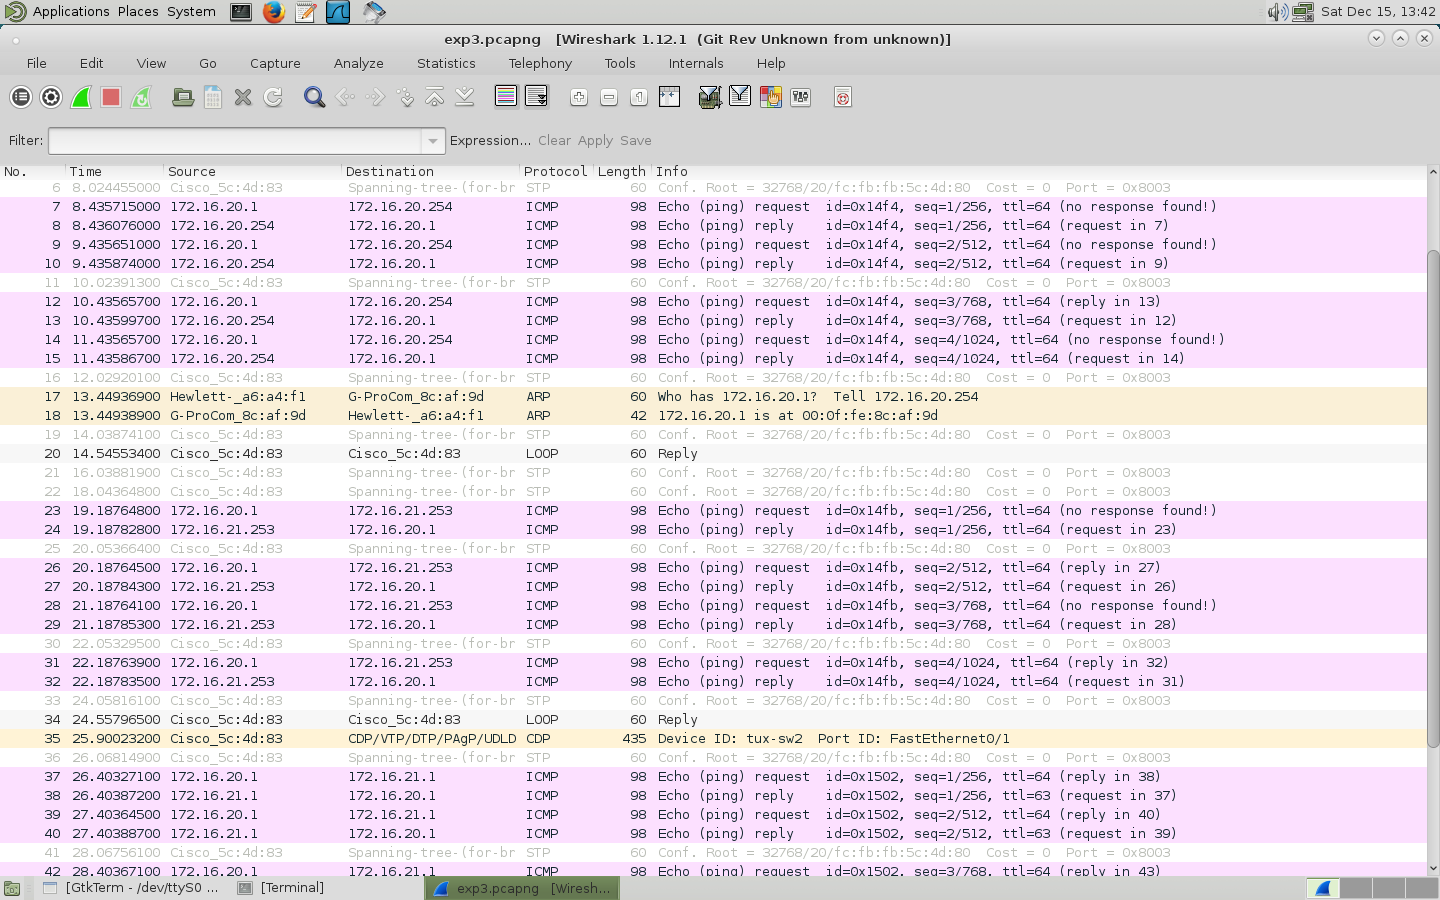 Applications Places System Sat Dec 15, 13:42
exp3.pcapng [Wireshark 1.12.1 (Git Rev Unknown from unknown)]
File Edit View Go Capture Analyze Statistics Telephony Tools Internals Help
Filter: Expression... Clear Apply Save
No. Time Source Destination Protocol Length Info
6 8.024455000 Cisco_5c:4d:83 Spanning-tree-(for-br STP 60 Conf. Root = 32768/20/fc:fb:fb:5c:4d:80 Cost = 0 Port = 0x8003
7 8.435715000 172.16.20.1 172.16.20.254 ICMP 98 Echo (ping) request id=0x14f4, seq=1/256, ttl=64 (no response found!)
8 8.436076000 172.16.20.254 172.16.20.1 ICMP 98 Echo (ping) reply id=0x14f4, seq=1/256, ttl=64 (request in 7)
9 9.435651000 172.16.20.1 172.16.20.254 ICMP 98 Echo (ping) request id=0x14f4, seq=2/512, ttl=64 (no response found!)
10 9.435874000 172.16.20.254 172.16.20.1 ICMP 98 Echo (ping) reply id=0x14f4, seq=2/512, ttl=64 (request in 9)
11 10.02391300 Cisco_5c:4d:83 Spanning-tree-(for-br STP 60 Conf. Root = 32768/20/fc:fb:fb:5c:4d:80 Cost = 0 Port = 0x8003
12 10.43565700 172.16.20.1 172.16.20.254 ICMP 98 Echo (ping) request id=0x14f4, seq=3/768, ttl=64 (reply in 13)
13 10.43599700 172.16.20.254 172.16.20.1 ICMP 98 Echo (ping) reply id=0x14f4, seq=3/768, ttl=64 (request in 12)
14 11.43565700 172.16.20.1 172.16.20.254 ICMP 98 Echo (ping) request id=0x14f4, seq=4/1024, ttl=64 (no response found!)
15 11.43586700 172.16.20.254 172.16.20.1 ICMP 98 Echo (ping) reply id=0x14f4, seq=4/1024, ttl=64 (request in 14)
16 12.02920100 Cisco_5c:4d:83 Spanning-tree-(for-br STP 60 Conf. Root = 32768/20/fc:fb:fb:5c:4d:80 Cost = 0 Port = 0x8003
17 13.44936900 Hewlett-_a6:a4:f1 G-ProCom_8c:af:9d ARP 60 Who has 172.16.20.1? Tell 172.16.20.254
18 13.44938900 G-ProCom_8c:af:9d Hewlett-_a6:a4:f1 ARP 42 172.16.20.1 is at 00:0f:fe:8c:af:9d
19 14.03874100 Cisco_5c:4d:83 Spanning-tree-(for-br STP 60 Conf. Root = 32768/20/fc:fb:fb:5c:4d:80 Cost = 0 Port = 0x8003
20 14.54553400 Cisco_5c:4d:83 Cisco_5c:4d:83 LOOP 60 Reply
21 16.03881900 Cisco_5c:4d:83 Spanning-tree-(for-br STP 60 Conf. Root = 32768/20/fc:fb:fb:5c:4d:80 Cost = 0 Port = 0x8003
22 18.04364800 Cisco_5c:4d:83 Spanning-tree-(for-br STP 60 Conf. Root = 32768/20/fc:fb:fb:5c:4d:80 Cost = 0 Port = 0x8003
23 19.18764800 172.16.20.1 172.16.21.253 ICMP 98 Echo (ping) request id=0x14fb, seq=1/256, ttl=64 (no response found!)
24 19.18782800 172.16.21.253 172.16.20.1 ICMP 98 Echo (ping) reply id=0x14fb, seq=1/256, ttl=64 (request in 23)
25 20.05366400 Cisco_5c:4d:83 Spanning-tree-(for-br STP 60 Conf. Root = 32768/20/fc:fb:fb:5c:4d:80 Cost = 0 Port = 0x8003
26 20.18764500 172.16.20.1 172.16.21.253 ICMP 98 Echo (ping) request id=0x14fb, seq=2/512, ttl=64 (reply in 27)
27 20.18784300 172.16.21.253 172.16.20.1 ICMP 98 Echo (ping) reply id=0x14fb, seq=2/512, ttl=64 (request in 26)
28 21.18764100 172.16.20.1 172.16.21.253 ICMP 98 Echo (ping) request id=0x14fb, seq=3/768, ttl=64 (no response found!)
29 21.18785300 172.16.21.253 172.16.20.1 ICMP 98 Echo (ping) reply id=0x14fb, seq=3/768, ttl=64 (request in 28)
30 22.05329500 Cisco_5c:4d:83 Spanning-tree-(for-br STP 60 Conf. Root = 32768/20/fc:fb:fb:5c:4d:80 Cost = 0 Port = 0x8003
31 22.18763900 172.16.20.1 172.16.21.253 ICMP 98 Echo (ping) request id=0x14fb, seq=4/1024, ttl=64 (reply in 32)
32 22.18783500 172.16.21.253 172.16.20.1 ICMP 98 Echo (ping) reply id=0x14fb, seq=4/1024, ttl=64 (request in 31)
33 24.05816100 Cisco_5c:4d:83 Spanning-tree-(for-br STP 60 Conf. Root = 32768/20/fc:fb:fb:5c:4d:80 Cost = 0 Port = 0x8003
34 24.55796500 Cisco_5c:4d:83 Cisco_5c:4d:83 LOOP 60 Reply
35 25.90023200 Cisco_5c:4d:83 CDP/VTP/DTP/PAgP/UDLD CDP 435 Device ID: tux-sw2 Port ID: FastEthernet0/1
36 26.06814900 Cisco_5c:4d:83 Spanning-tree-(for-br STP 60 Conf. Root = 32768/20/fc:fb:fb:5c:4d:80 Cost = 0 Port = 0x8003
37 26.40327100 172.16.20.1 172.16.21.1 ICMP 98 Echo (ping) request id=0x1502, seq=1/256, ttl=64 (reply in 38)
38 26.40387200 172.16.21.1 172.16.20.1 ICMP 98 Echo (ping) reply id=0x1502, seq=1/256, ttl=63 (request in 37)
39 27.40364500 172.16.20.1 172.16.21.1 ICMP 98 Echo (ping) request id=0x1502, seq=2/512, ttl=64 (reply in 40)
40 27.40388700 172.16.21.1 172.16.20.1 ICMP 98 Echo (ping) reply id=0x1502, seq=2/512, ttl=63 (request in 39)
41 28.06756100 Cisco_5c:4d:83 Spanning-tree-(for-br STP 60 Conf. Root = 32768/20/fc:fb:fb:5c:4d:80 Cost = 0 Port = 0x8003
42 28.40367100 172.16.20.1 172.16.21.1 ICMP 98 Echo (ping) request id=0x1502, seq=3/768, ttl=64 (reply in 43)
[GtkTerm - /dev/ttyS0 ... [Terminal] exp3.pcapng [Wiresh...